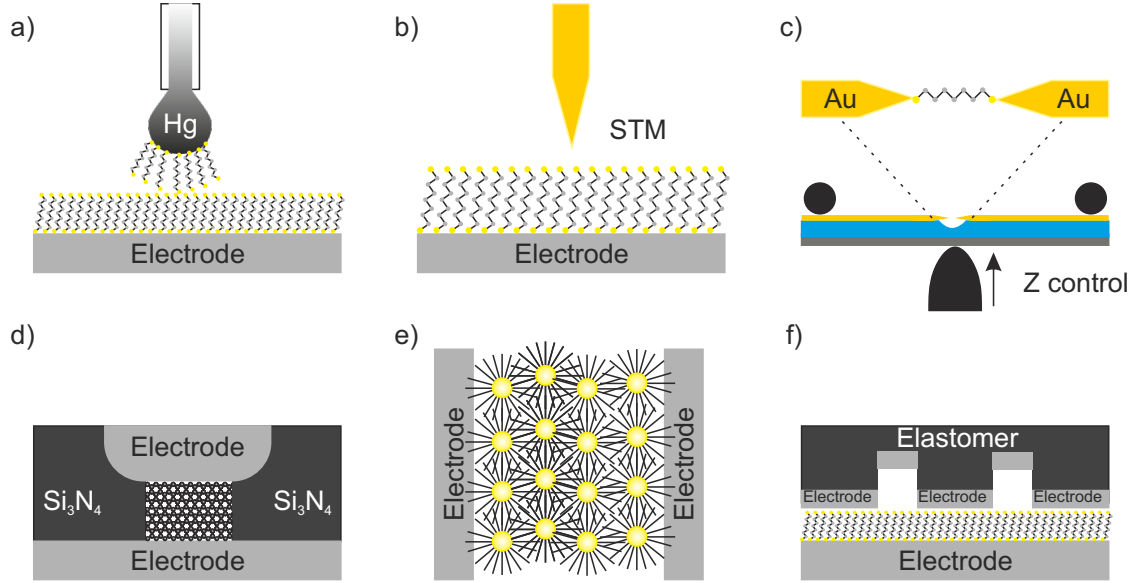 a)
Hg
Electrode
b)
STM
Electrode
c)
Au
Au
Z control
d)
Electrode
Si₃N₄
Si₃N₄
Electrode
e)
Electrode
Electrode
f)
Elastomer
Electrode
Electrode
Electrode
Electrode